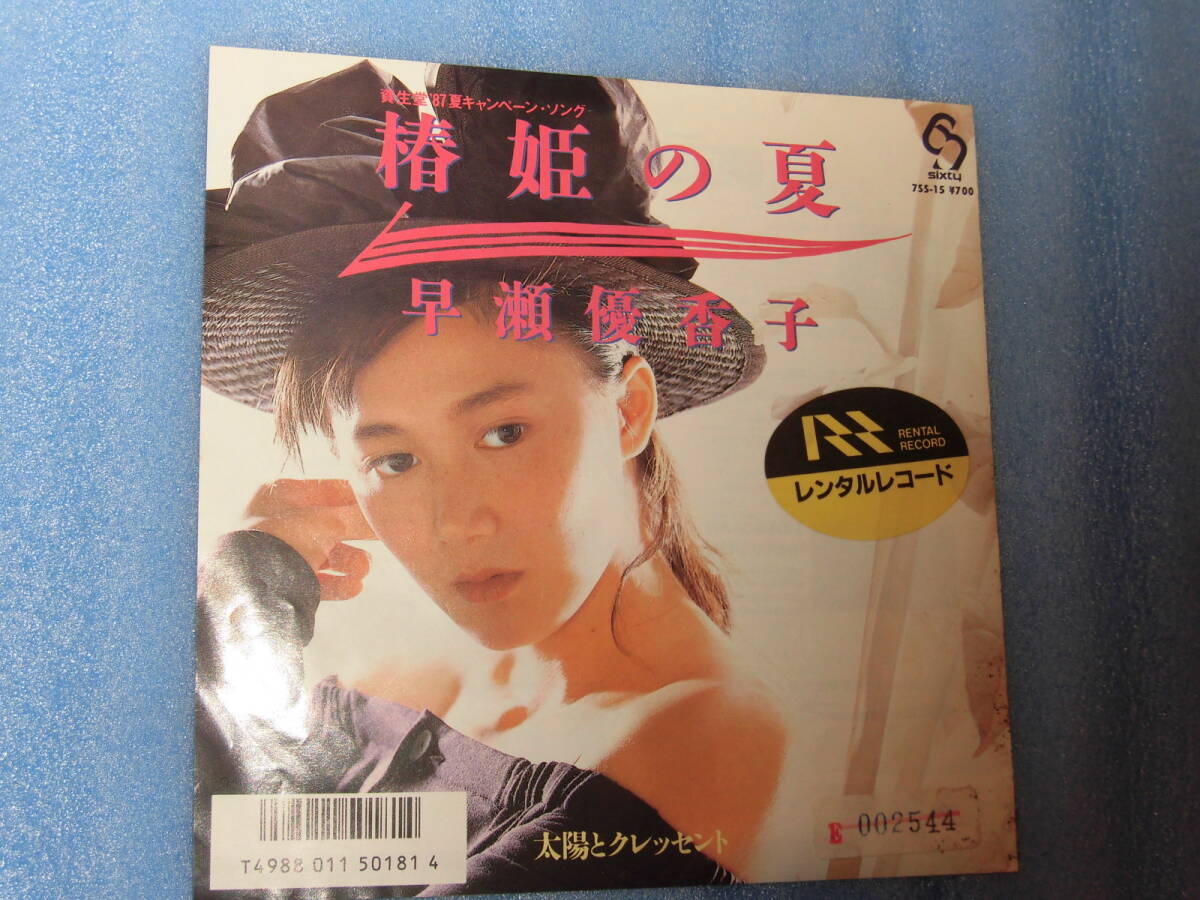 資生堂'87夏キャンペーン・ソング
椿姫の夏
早瀬優香子
sixty
7SS-15 ¥700
RENTAL
RECORD
レンタルレコード
太陽とクレッセント
E 002544
T4988 011 50181 4